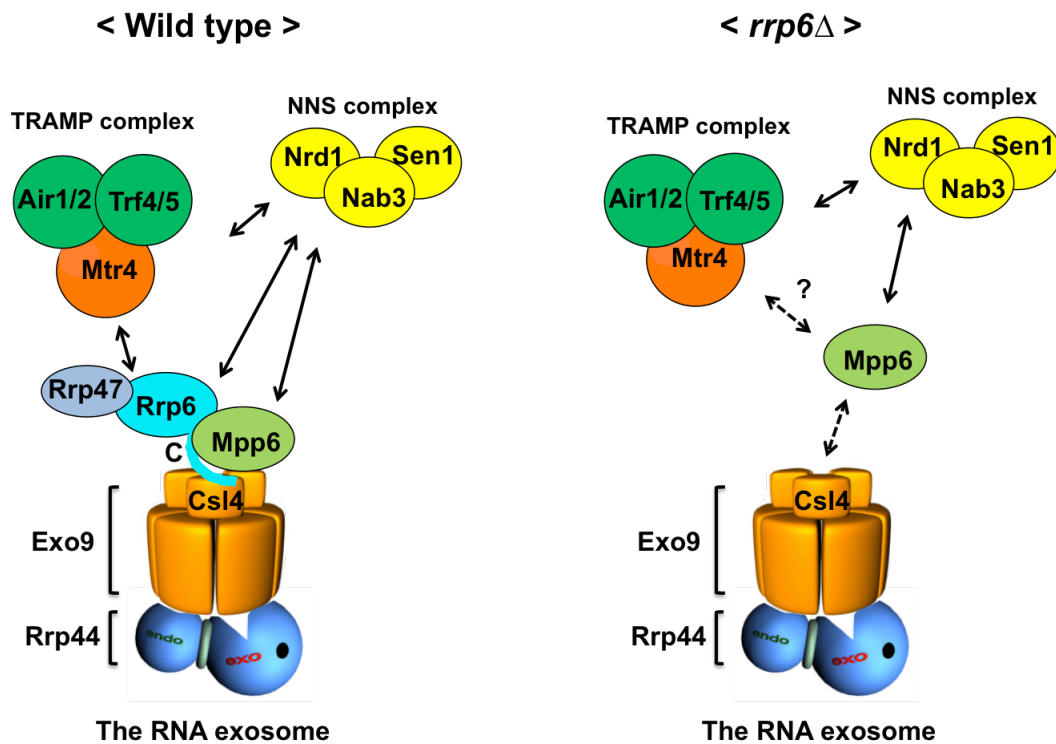 < Wild type >
TRAMP complex
NNS complex
Air1/2
Trf4/5
Mtr4
Nrd1
Sen1
Nab3
Rrp47
Rrp6
Mpp6
C
Csl4
Exo9
Rrp44
endo
exo
The RNA exosome
< rrp6∆ >
TRAMP complex
NNS complex
Air1/2
Trf4/5
Mtr4
Nrd1
Sen1
Nab3
?
Mpp6
Csl4
Exo9
Rrp44
endo
exo
The RNA exosome